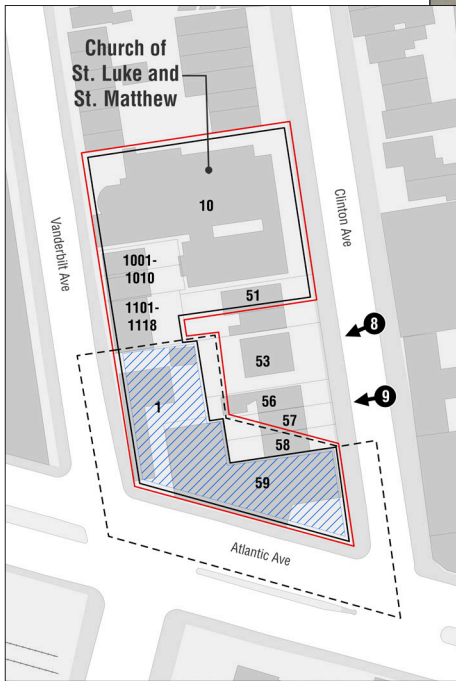 Church of
St. Luke and
St. Matthew
10
Vanderbilt Ave
Clinton Ave
1001-
1010
51
1101-
1118
8
53
9
56
1
57
58
59
Atlantic Ave